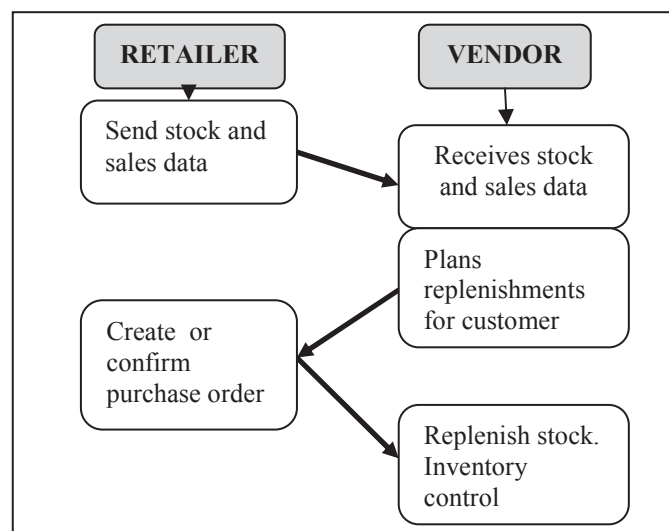 RETAILER
VENDOR
Send stock and
sales data
Receives stock
and sales data
Plans
replenishments
for customer
Create or
confirm
purchase order
Replenish stock.
Inventory
control